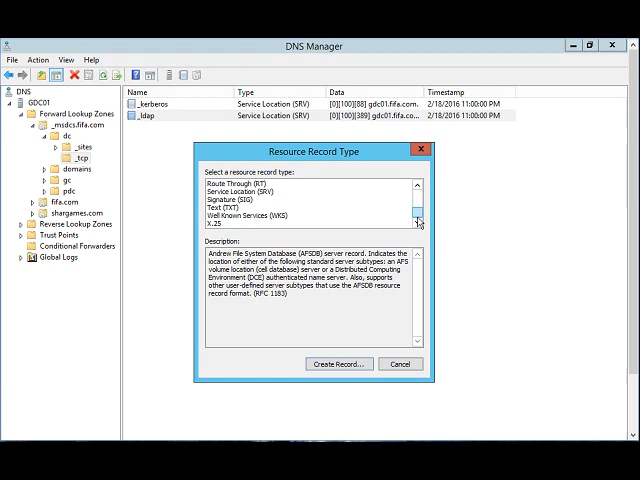 DNS Manager
File Action View Help
DNS
GDC01
Forward Lookup Zones
_msdcs.fifa.com
dc
_sites
_tcp
domains
gc
pdc
fifa.com
shargames.com
Reverse Lookup Zones
Trust Points
Conditional Forwarders
Global Logs
Name Type Data Timestamp
_kerberos Service Location (SRV) [0][100][88] gdc01.fifa.com. 2/18/2016 11:00:00 PM
_ldap Service Location (SRV) [0][100][389] gdc01.fifa.co... 2/18/2016 11:00:00 PM
Resource Record Type
Select a resource record type:
Route Through (RT)
Service Location (SRV)
Signature (SIG)
Text (TXT)
Well Known Services (WKS)
X.25
Description:
Andrew File System Database (AFSDB) server record. Indicates the
location of either of the following standard server subtypes: an AFS
volume location (cell database) server or a Distributed Computing
Environment (DCE) authenticated name server. Also, supports
other user-defined server subtypes that use the AFSDB resource
record format. (RFC 1183)
Create Record... Cancel